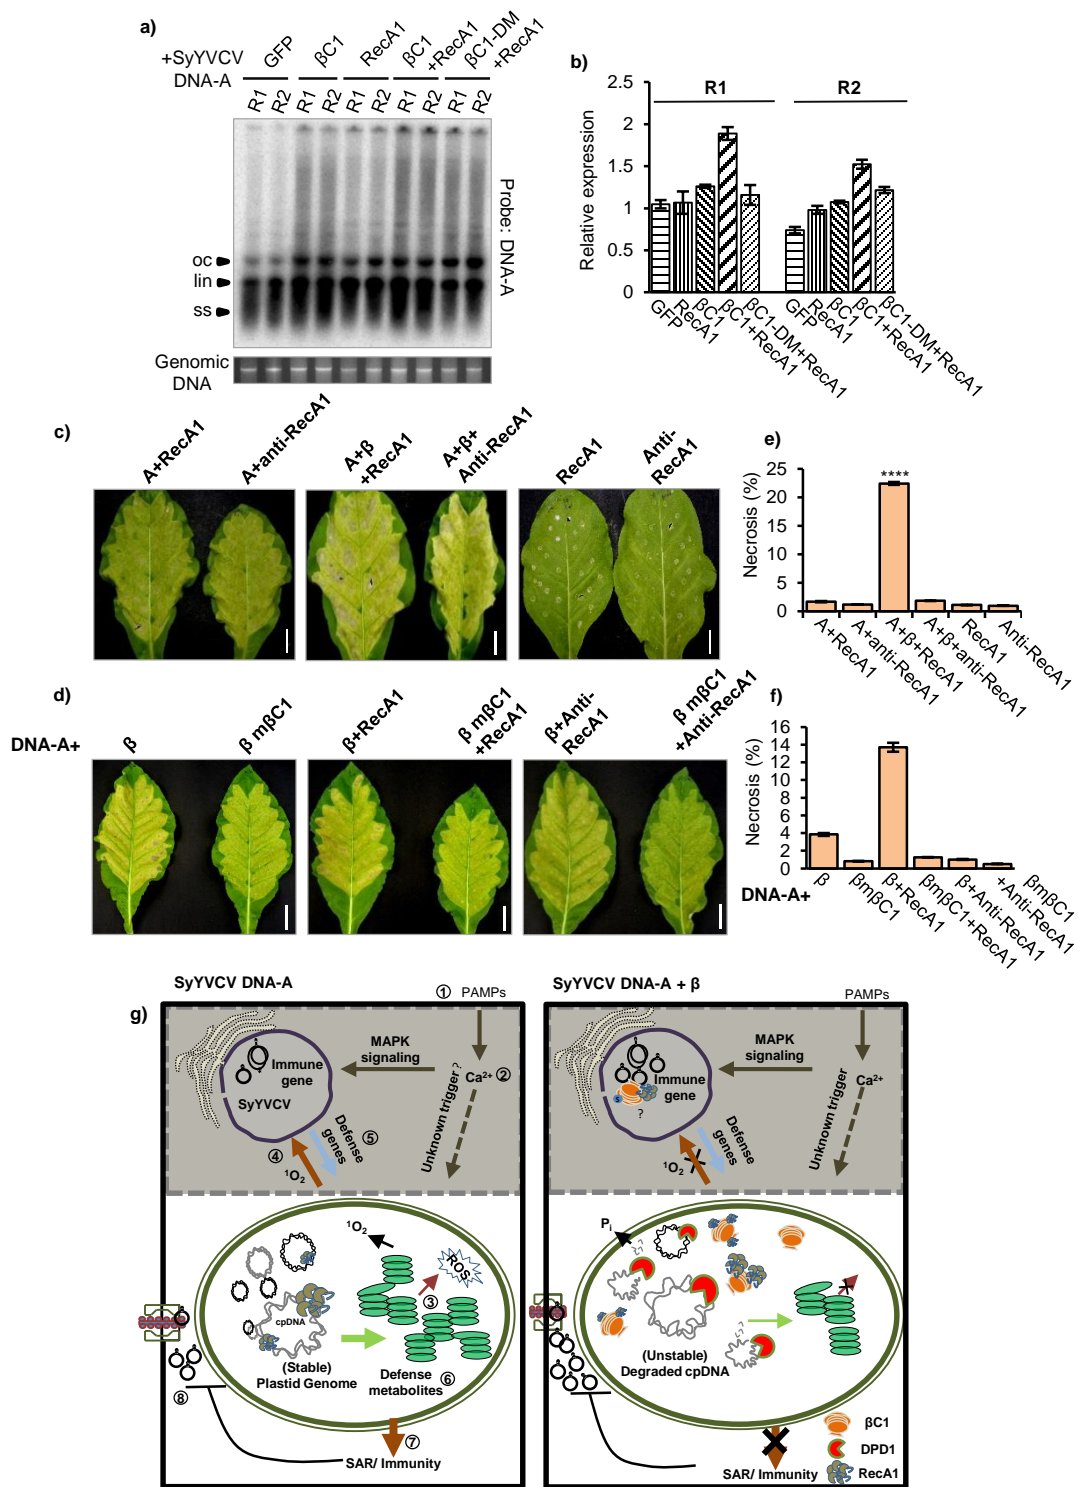 a)
+SyYVCV
DNA-A
GFP
βC1
RecA1
βC1
+RecA1
βC1-DM
+RecA1
R1
R2
R1
R2
R1
R2
R1
R2
R1
R2
oc
lin
ss
Probe: DNA-A
Genomic
DNA
b)
Relative expression
2.5
2
1.5
1
0.5
0
R1
R2
GFP
RecA1
βC1
βC1+RecA1
βC1-DM+RecA1
GFP
RecA1
βC1
βC1+RecA1
βC1-DM+RecA1
c)
A+RecA1
A+anti-RecA1
A+β
+RecA1
A+β+
Anti-RecA1
RecA1
Anti-
RecA1
e)
Necrosis (%)
25
20
15
10
5
0
****
A+RecA1
A+anti-RecA1
A+β+RecA1
A+β+anti-RecA1
RecA1
Anti-RecA1
d)
DNA-A+
β
β mβC1
β+RecA1
β mβC1
+RecA1
β+Anti-
RecA1
β mβC1
+Anti-RecA1
f)
Necrosis (%)
16
14
12
10
8
6
4
2
0
DNA-A+
β
βmβC1
β+RecA1
βmβC1+RecA1
β+Anti-RecA1
βmβC1
+Anti-RecA1
g)
SyYVCV DNA-A
① PAMPs
MAPK
signaling
Immune
gene
SyYVCV
Ca²⁺ ②
Unknown trigger ?
④
¹O₂
Defense
genes
⑤
¹O₂
ROS
③
cpDNA
(Stable)
Plastid Genome
Defense
metabolites ⑥
⑧
⑦
SAR/ Immunity
SyYVCV DNA-A + β
PAMPs
MAPK
signaling
Immune
gene
s
?
Ca²⁺
Unknown trigger
¹O₂
Defense
genes
Pi
(Unstable)
Degraded cpDNA
SAR/ Immunity
βC1
DPD1
RecA1